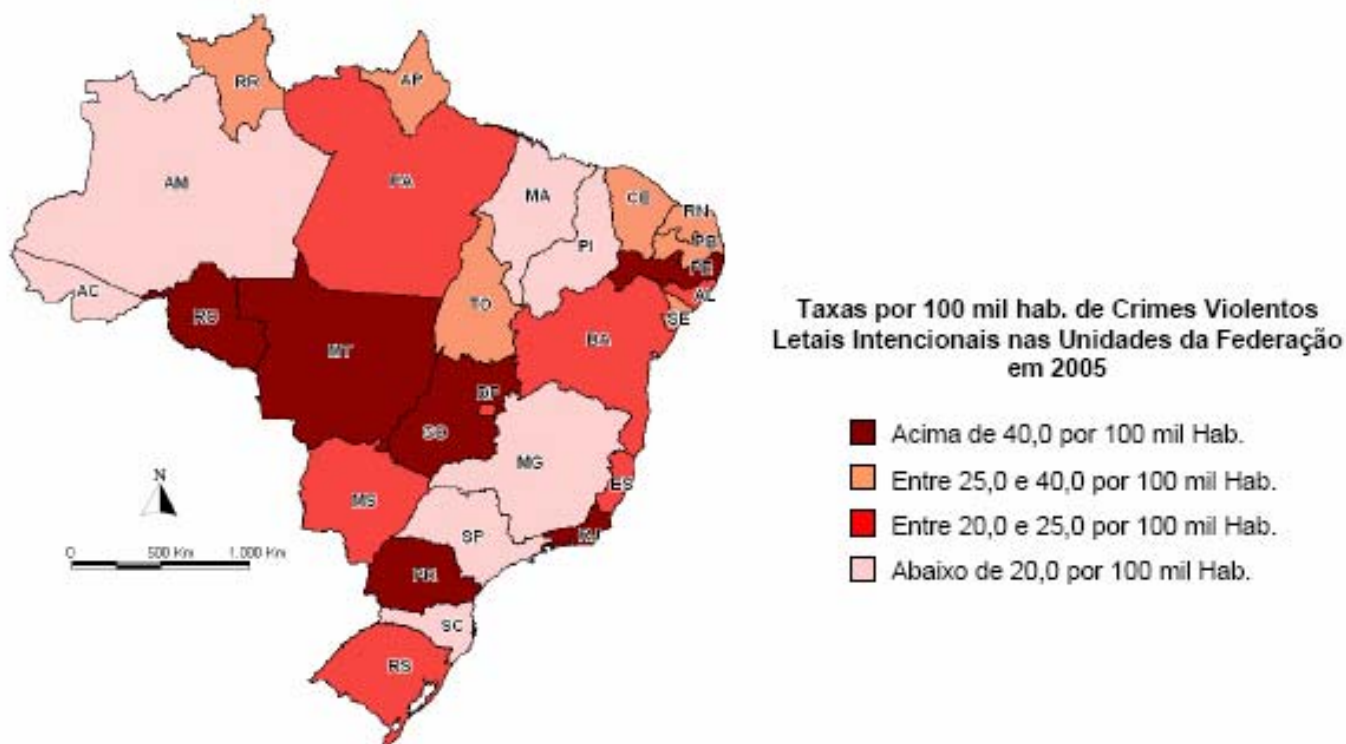 RR
AP
AM
PA
MA
CE
RN
PB
PI
PE
AC
TO
AL
RO
SE
BA
MT
DF
GO
MG
N
MS
ES
SP
RJ
0 500 Km 1.000 Km
PR
SC
RS
Taxas por 100 mil hab. de Crimes Violentos
Letais Intencionais nas Unidades da Federação
em 2005
Acima de 40,0 por 100 mil Hab.
Entre 25,0 e 40,0 por 100 mil Hab.
Entre 20,0 e 25,0 por 100 mil Hab.
Abaixo de 20,0 por 100 mil Hab.